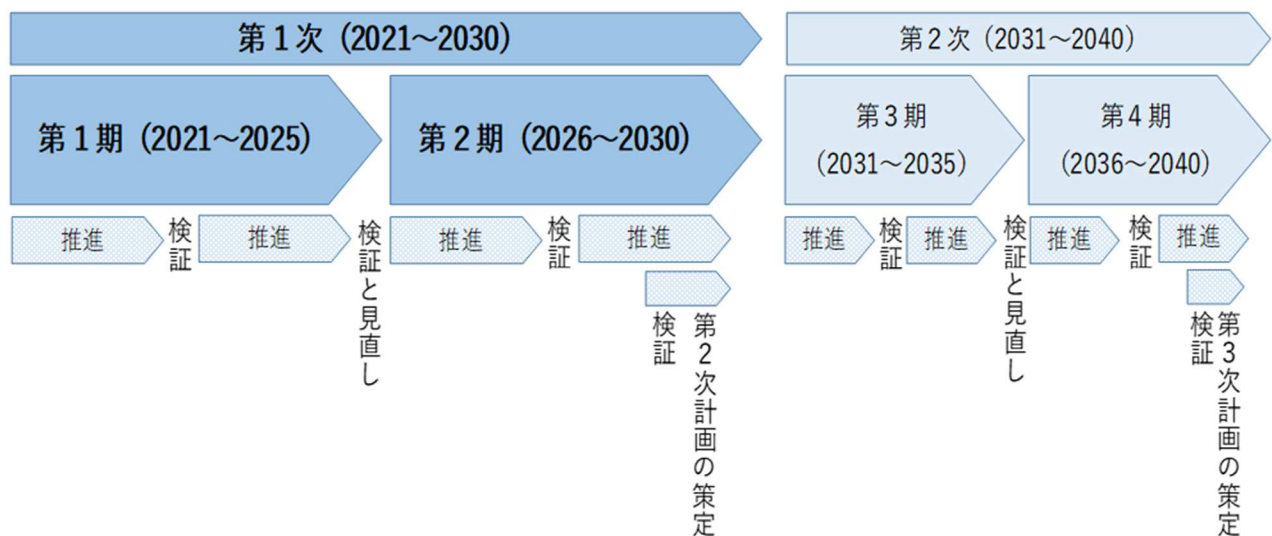 第1次（2021～2030）
第2次（2031～2040）
第1期（2021～2025）
第2期（2026～2030）
第3期
（2031～2035）
第4期
（2036～2040）
推進
検証
推進
検証と見直し
推進
検証
推進
検証
第2次計画の策定
推進
検証
推進
検証と見直し
推進
検証
推進
検証
第3次計画の策定